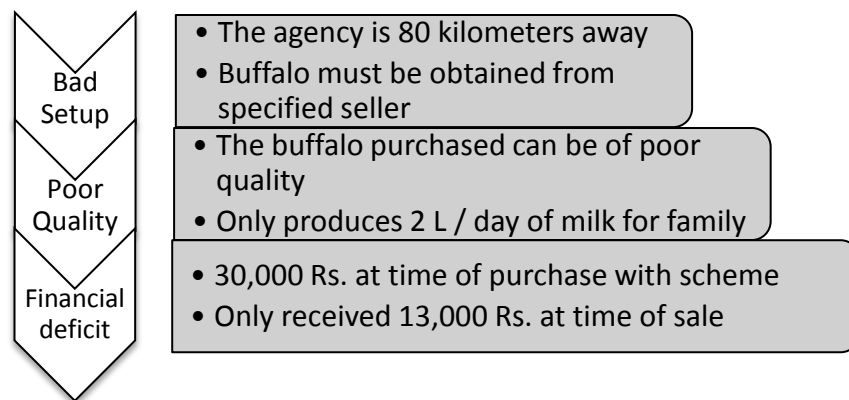 Bad
Setup
• The agency is 80 kilometers away
• Buffalo must be obtained from
specified seller
Poor
Quality
• The buffalo purchased can be of poor
quality
• Only produces 2 L / day of milk for family
Financial
deficit
• 30,000 Rs. at time of purchase with scheme
• Only received 13,000 Rs. at time of sale